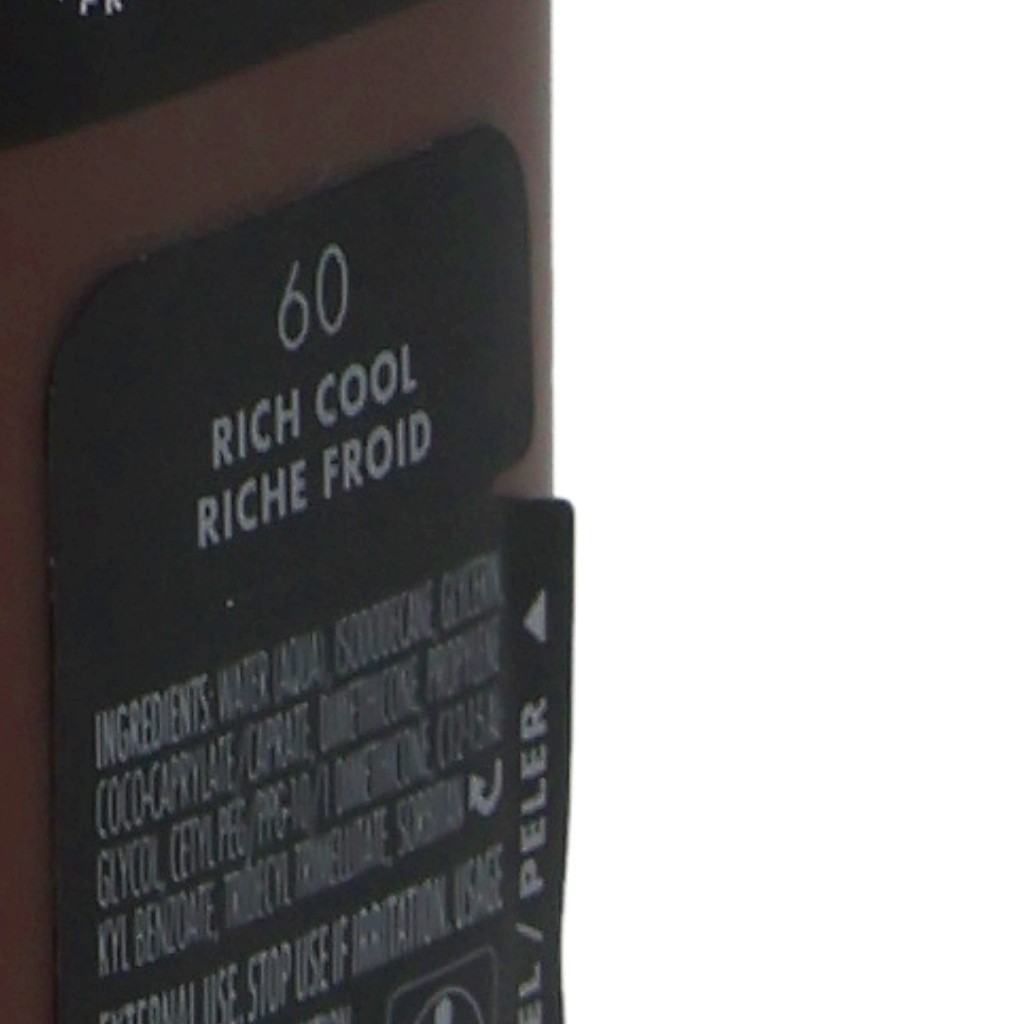 PR
60
RICH COOL
RICHE FROID
INGREDIENTS: WATER (AQUA), ISODODECANE, GLYCERIN,
COCO-CAPRYLATE/CAPRATE, DIMETHICONE, PROPYLENE
GLYCOL, CETYL PEG/PPG-10/1 DIMETHICONE, C12-15 AL
KYL BENZOATE, TRIDECYL TRIMELLITATE, SORBITAN
EXTERNAL USE. STOP USE IF IRRITATION. USAGE
EL / PELER